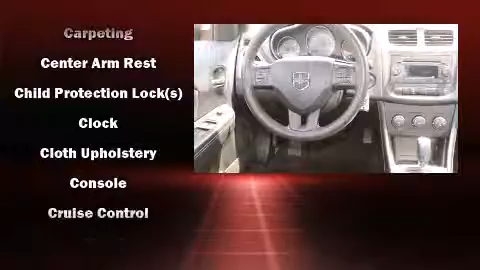 Carpeting
Center Arm Rest
Child Protection Lock(s)
Clock
Cloth Upholstery
Console
Cruise Control